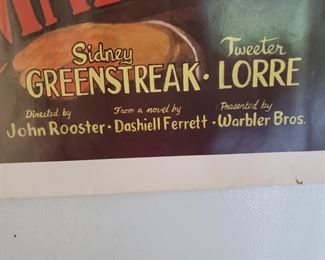 Sidney Tweeter
GREENSTREAK · LORRE
Directed by From a novel by Presented by
John Rooster · Dashiell Ferrett · Warbler Bros.